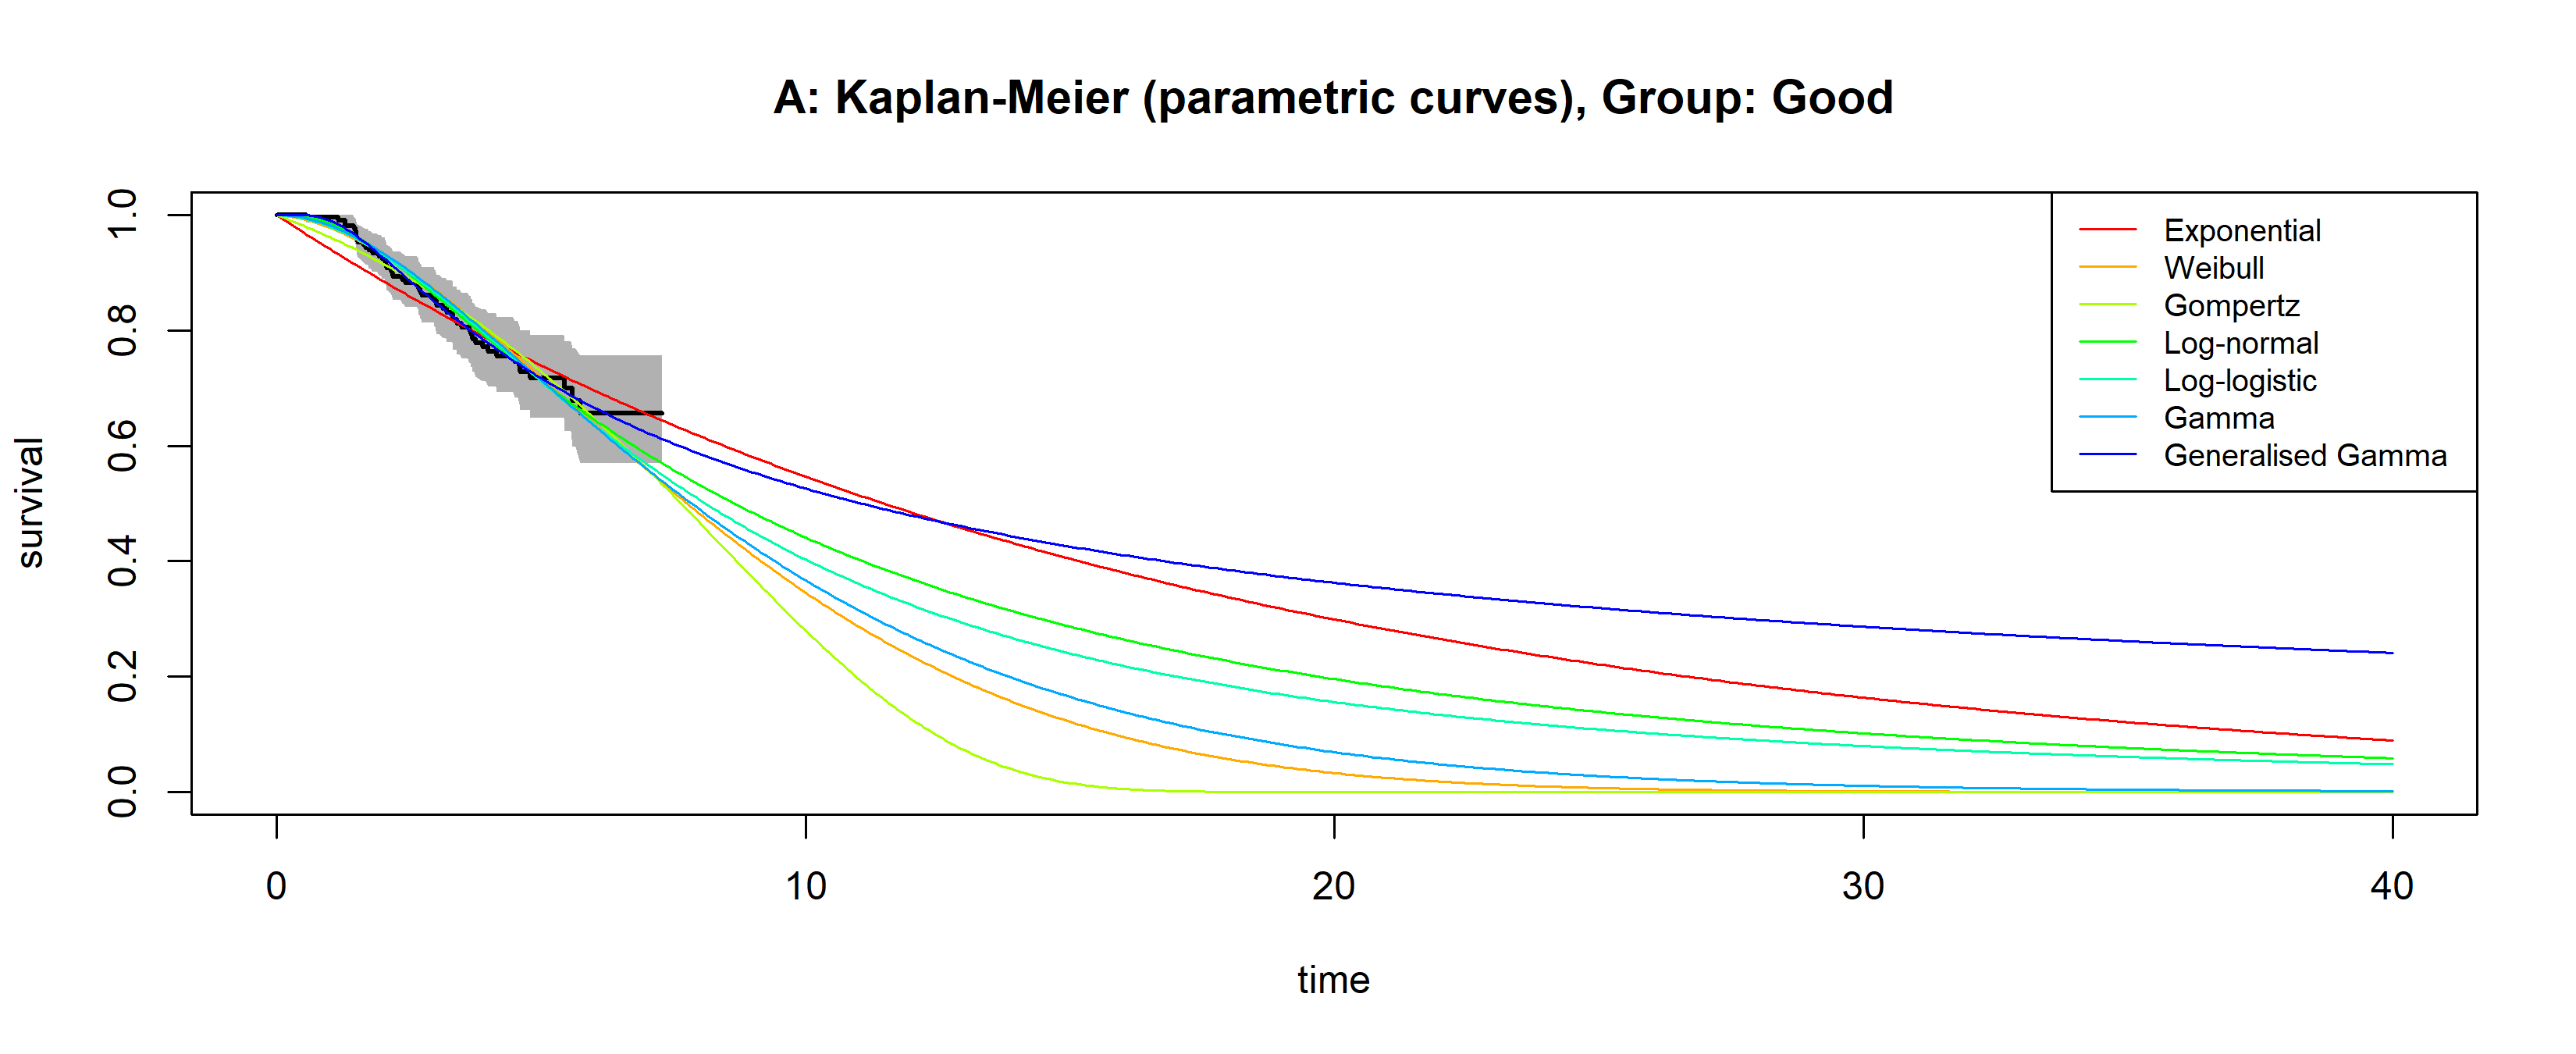 A: Kaplan-Meier (parametric curves), Group: Good
survival
1.0
0.8
0.6
0.4
0.2
0.0
Exponential
Weibull
Gompertz
Log-normal
Log-logistic
Gamma
Generalised Gamma
0 10 20 30 40
time